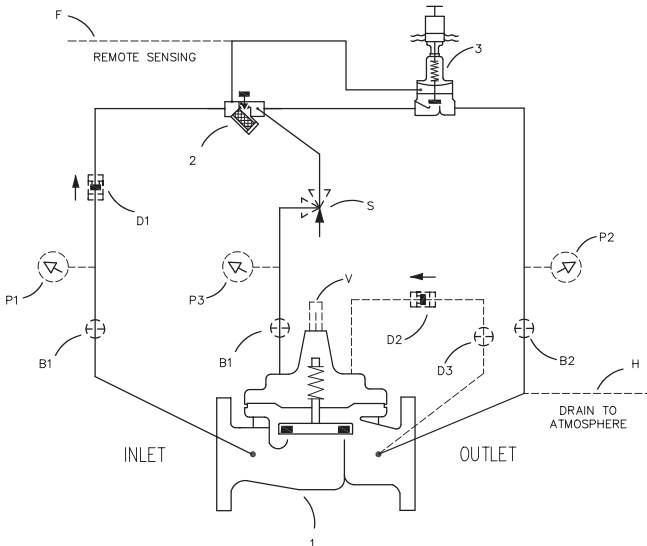 F
REMOTE SENSING
3
2
D1
S
P1
P3
V
P2
B1
B1
D2
D3
B2
H
DRAIN TO
ATMOSPHERE
INLET
OUTLET
1